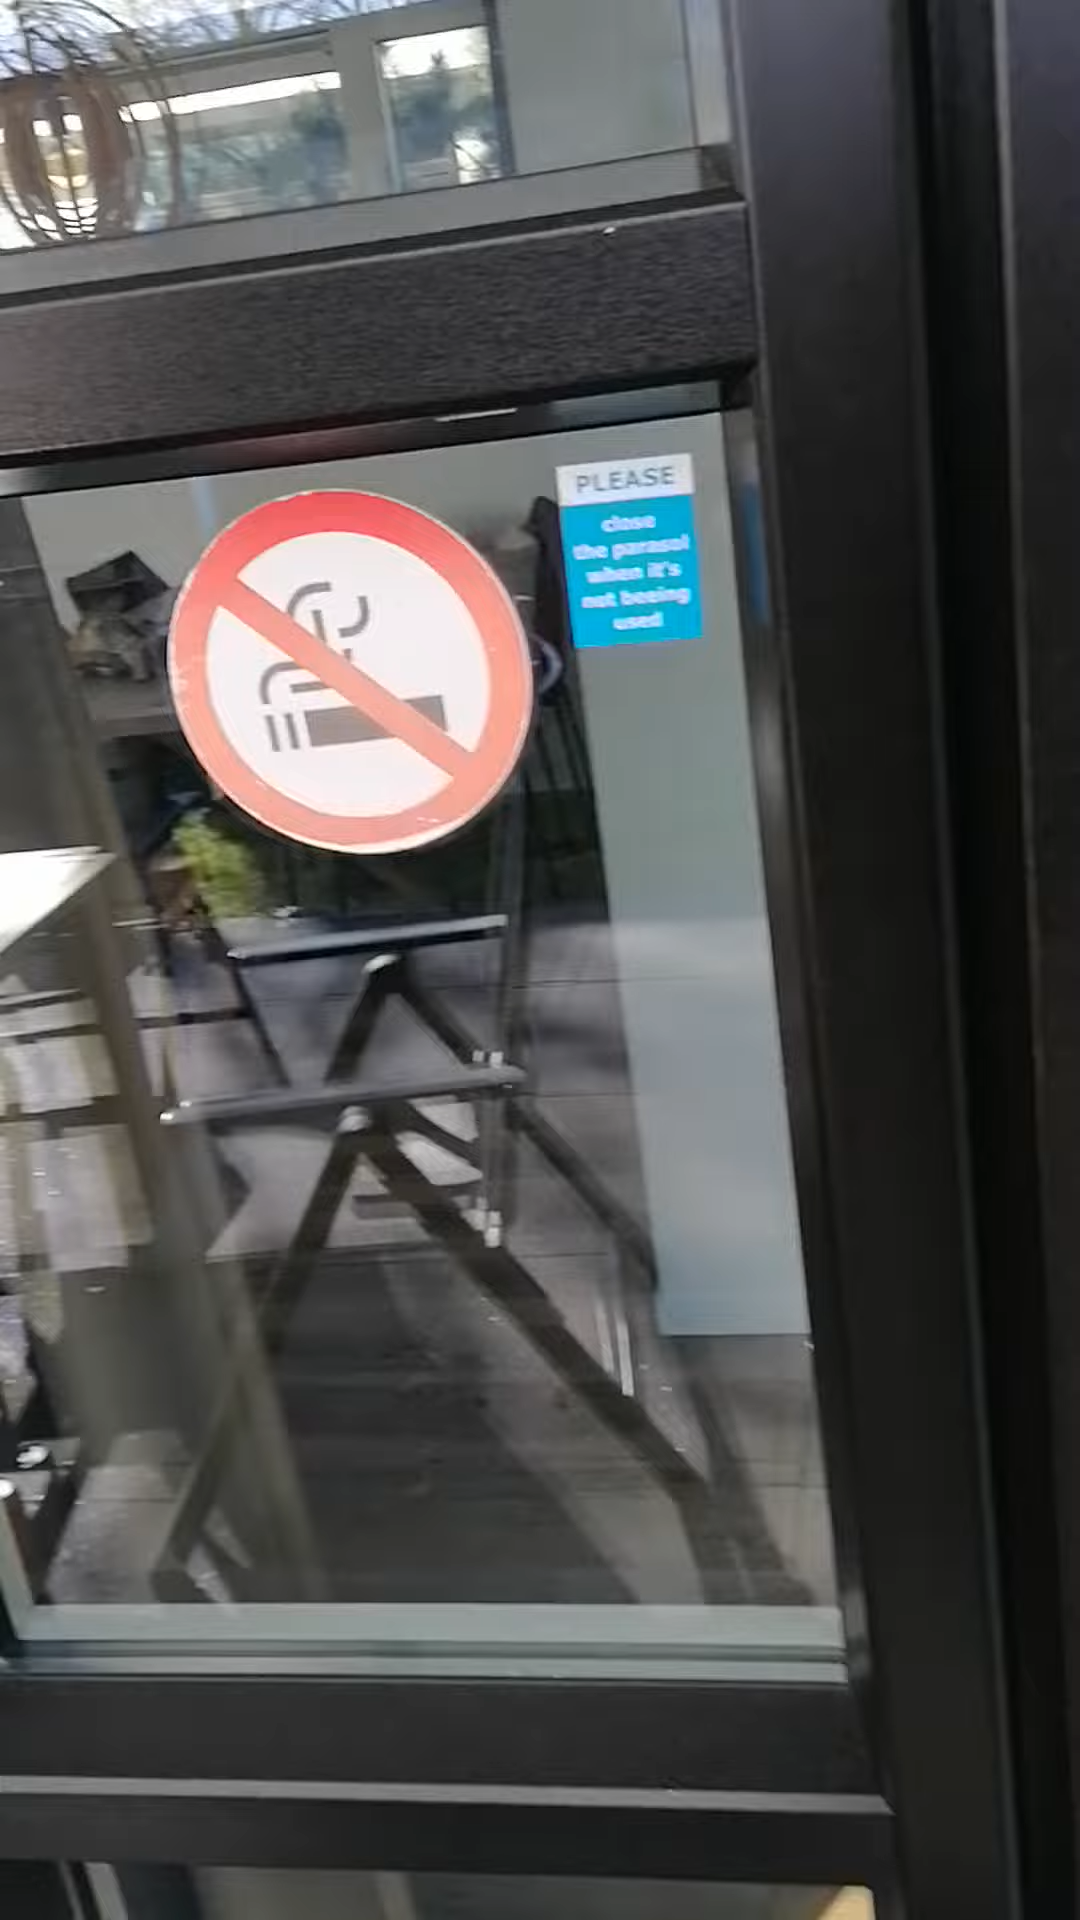 PLEASE
close
the parasol
when it's
not beeing
used